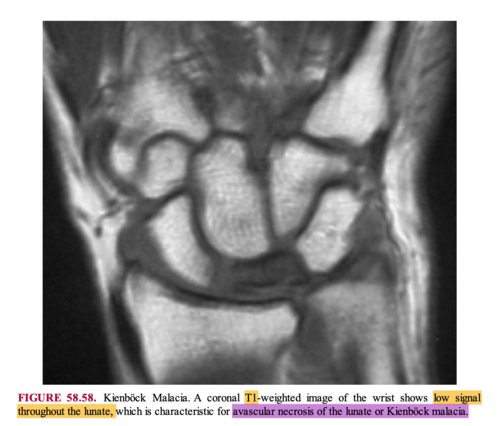 FIGURE 58.58. Kienböck Malacia. A coronal T1-weighted image of the wrist shows low signal
throughout the lunate, which is characteristic for avascular necrosis of the lunate or Kienböck malacia.